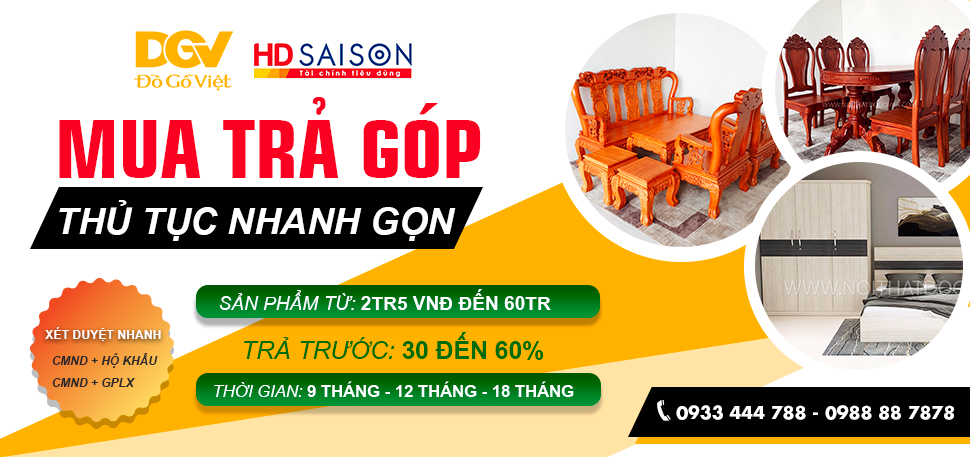 DGV
Đồ Gỗ Việt
HD SAISON
Tài chính tiêu dùng
MUA TRẢ GÓP
THỦ TỤC NHANH GỌN
XÉT DUYỆT NHANH
CMND + HỘ KHẨU
CMND + GPLX
SẢN PHẨM TỪ: 2TR5 VNĐ ĐẾN 60TR
TRẢ TRƯỚC: 30 ĐẾN 60%
THỜI GIAN: 9 THÁNG - 12 THÁNG - 18 THÁNG
0933 444 788 - 0988 88 7878